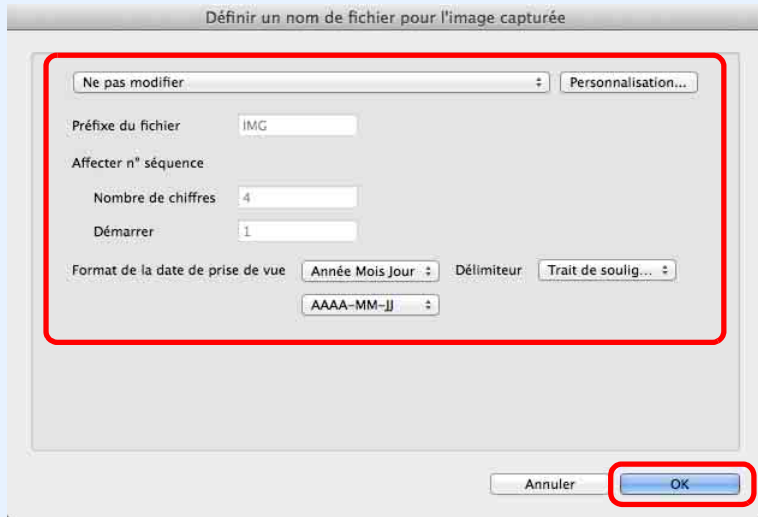 Définir un nom de fichier pour l'image capturée
Ne pas modifier Personnalisation...
Préfixe du fichier IMG
Affecter n° séquence
Nombre de chiffres 4
Démarrer 1
Format de la date de prise de vue Année Mois Jour Délimiteur Trait de soulig...
AAAA-MM-JJ
Annuler OK